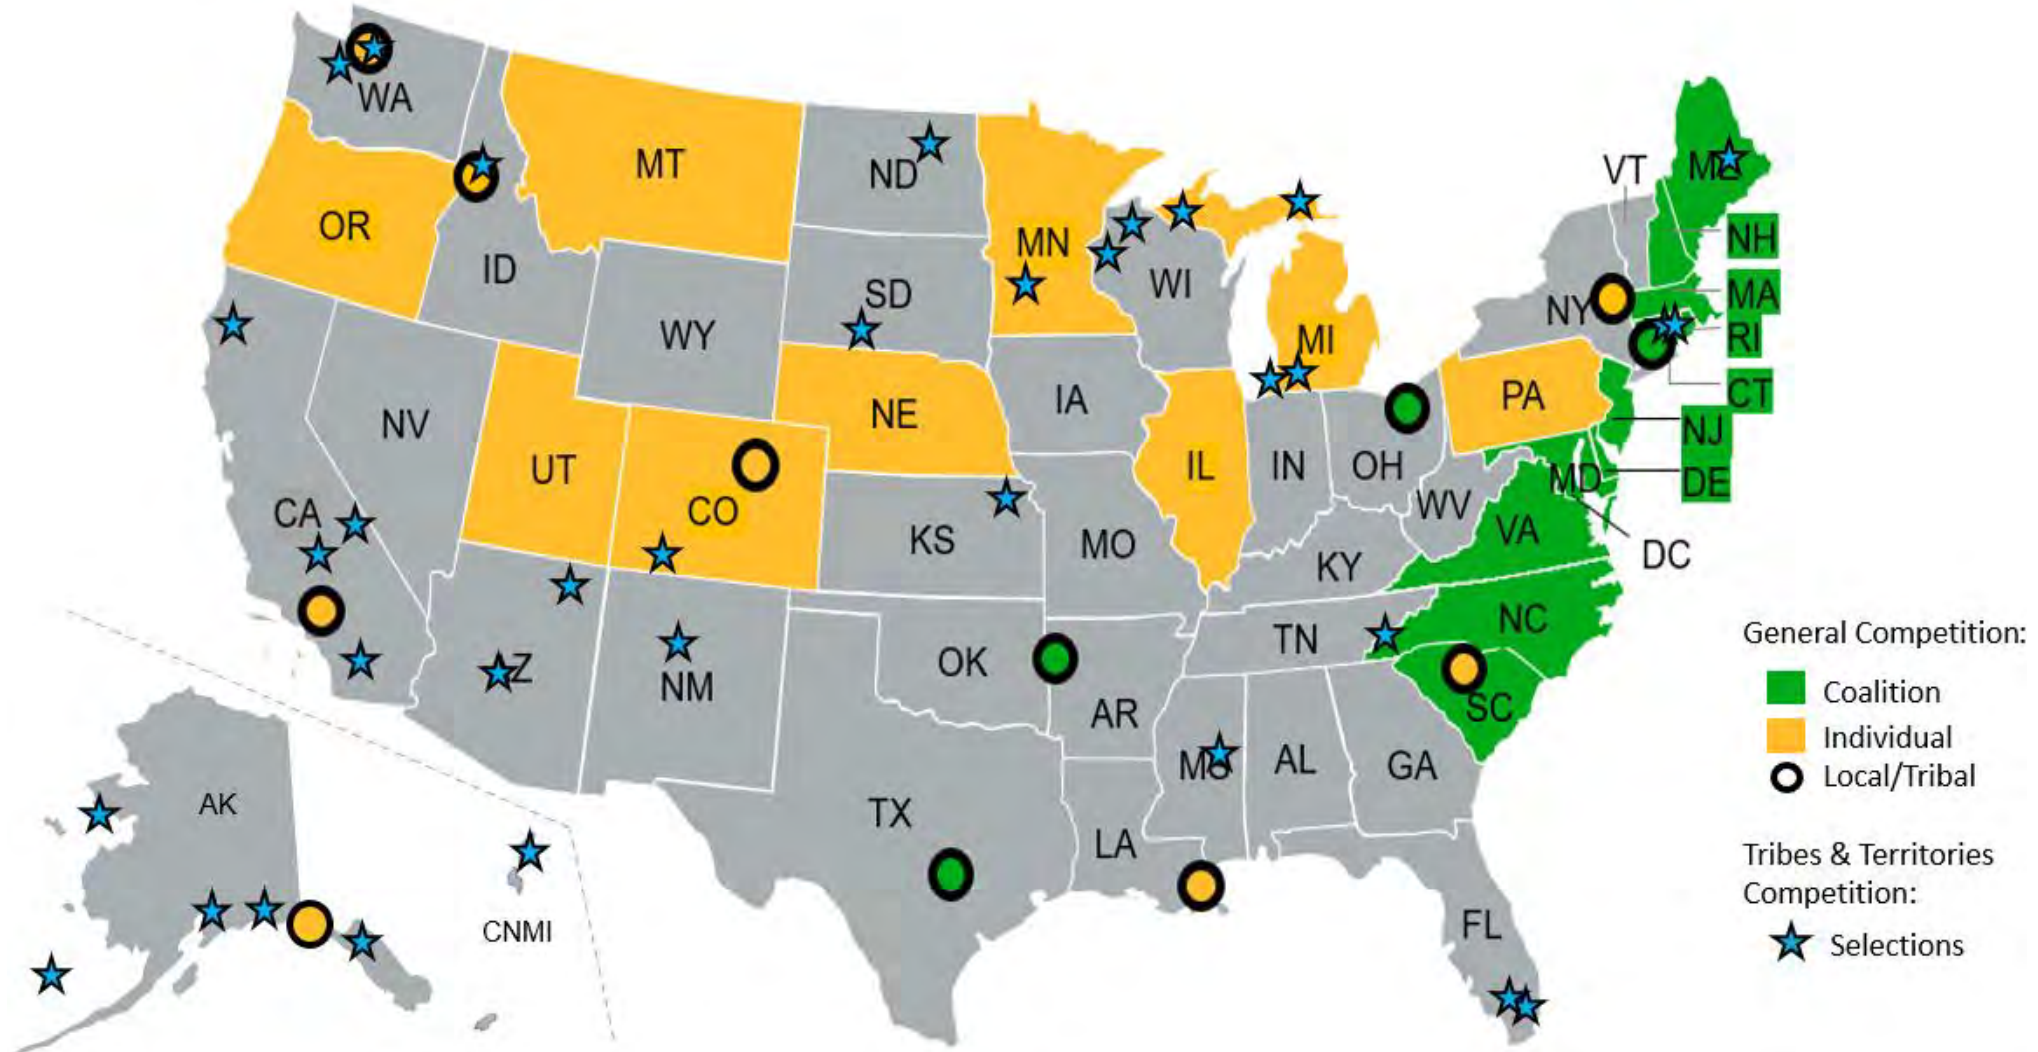 WA
MT
ND
VT
ME
OR
MN
NH
ID
SD
WI
MA
NY
WY
MI
RI
CT
NE
IA
PA
NV
NJ
UT
IL
IN
OH
MD
DE
CA
CO
WV
KS
MO
VA
DC
KY
NC
TN
General Competition:
OK
Z
NM
Coalition
AR
SC
Individual
MS
AL
GA
Local/Tribal
AK
TX
LA
Tribes & Territories
Competition:
FL
CNMI
Selections